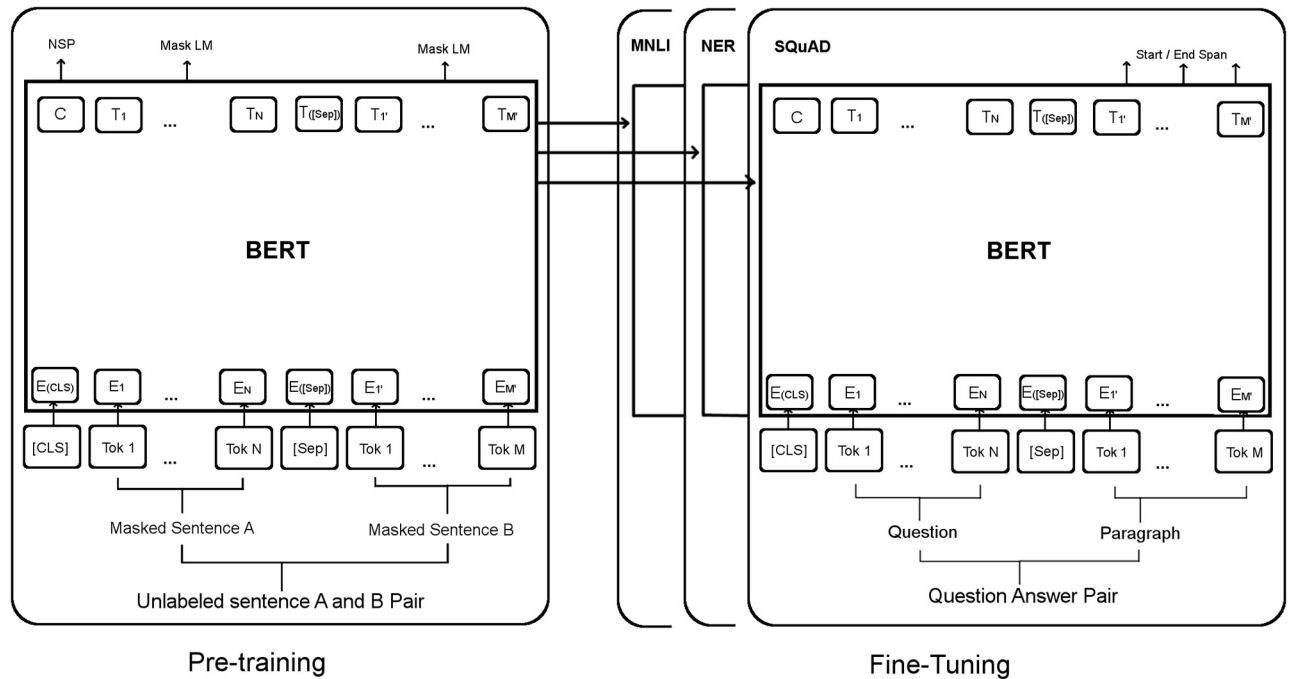 NSP Mask LM Mask LM
C T1 ... TN T([Sep]) T1' ... TM'
BERT
E(CLS) E1 ... EN E([Sep]) E1' ... EM'
[CLS] Tok 1 ... Tok N [Sep] Tok 1 ... Tok M
Masked Sentence A Masked Sentence B
Unlabeled sentence A and B Pair
Pre-training
MNLI NER SQuAD
Start / End Span
C T1 ... TN T([Sep]) T1' ... TM'
BERT
E(CLS) E1 ... EN E([Sep]) E1' ... EM'
[CLS] Tok 1 ... Tok N [Sep] Tok 1 ... Tok M
Question Paragraph
Question Answer Pair
Fine-Tuning